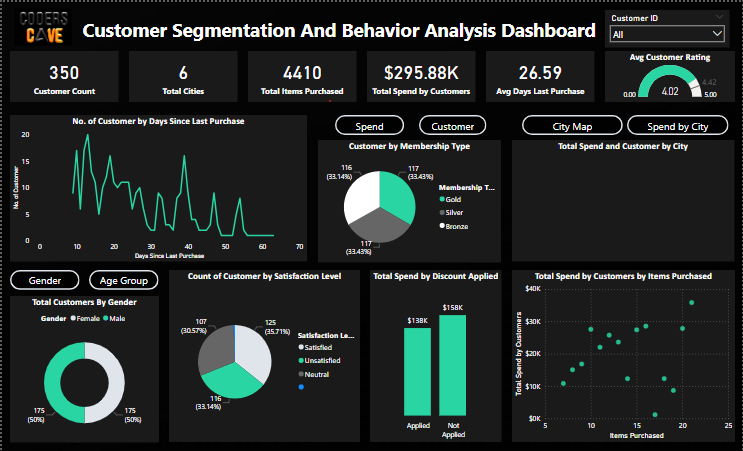 CODERS
CAVE
Customer Segmentation And Behavior Analysis Dashboard
Customer ID
All
350
Customer Count
6
Total Cities
4410
Total Items Purchased
$295.88K
Total Spend by Customers
26.59
Avg Days Last Purchase
Avg Customer Rating
4.42
0.00
4.02
5.00
No. of Customer by Days Since Last Purchase
No. of Customer
20
15
10
5
0
0
10
20
30
40
50
60
70
Days Since Last Purchase
Spend
Customer
Customer by Membership Type
116
(33.14%)
117
(33.43%)
117
(33.43%)
Membership T...
Gold
Silver
Bronze
City Map
Spend by City
Total Spend and Customer by City
Gender
Age Group
Total Customers By Gender
Gender
Female
Male
175
(50%)
175
(50%)
Count of Customer by Satisfaction Level
107
(30.57%)
125
(35.71%)
116
(33.14%)
Satisfaction Le...
Satisfied
Unsatisfied
Neutral
Total Spend by Discount Applied
$138K
$158K
Applied
Not
Applied
Total Spend by Customers by Items Purchased
Total Spend by Customers
$40K
$30K
$20K
$10K
$0K
5
10
15
20
25
Items Purchased